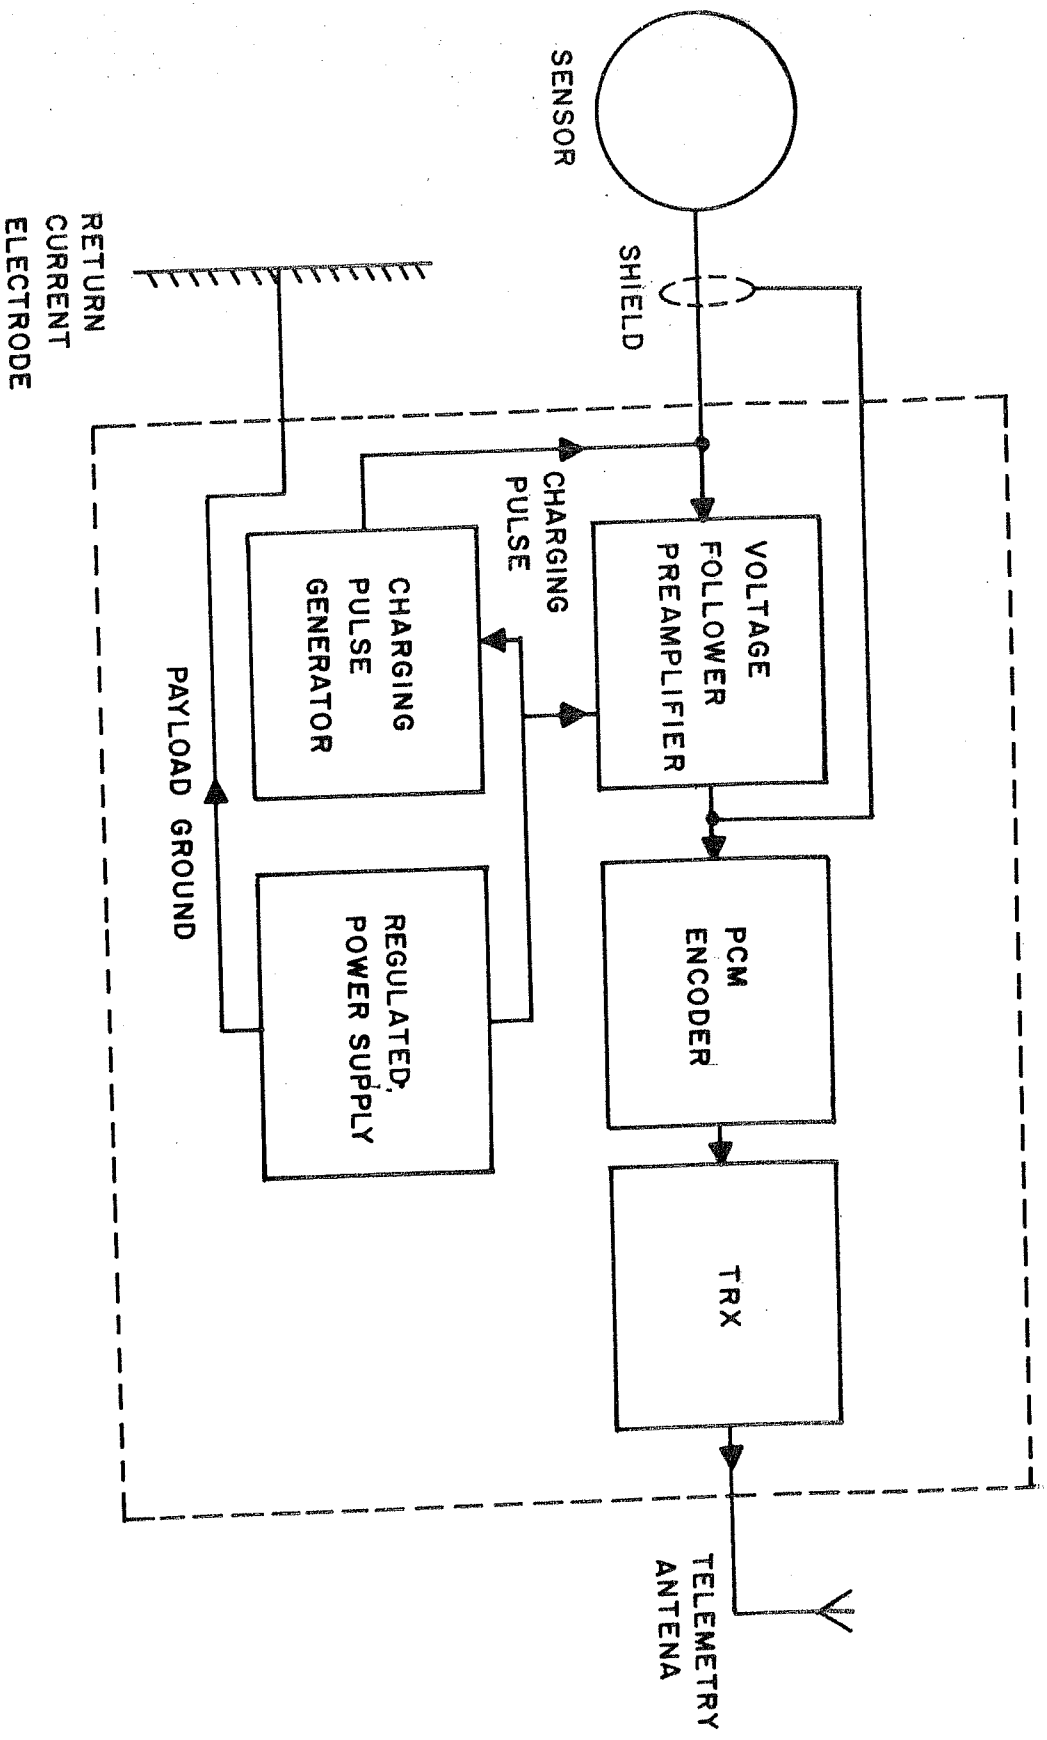 SENSOR
SHIELD
RETURN
CURRENT
ELECTRODE
CHARGING
PULSE
VOLTAGE
FOLLOWER
PREAMPLIFIER
CHARGING
PULSE
GENERATOR
PAYLOAD GROUND
PCM
ENCODER
REGULATED,
POWER SUPPLY
TRX
TELEMETRY
ANTENA